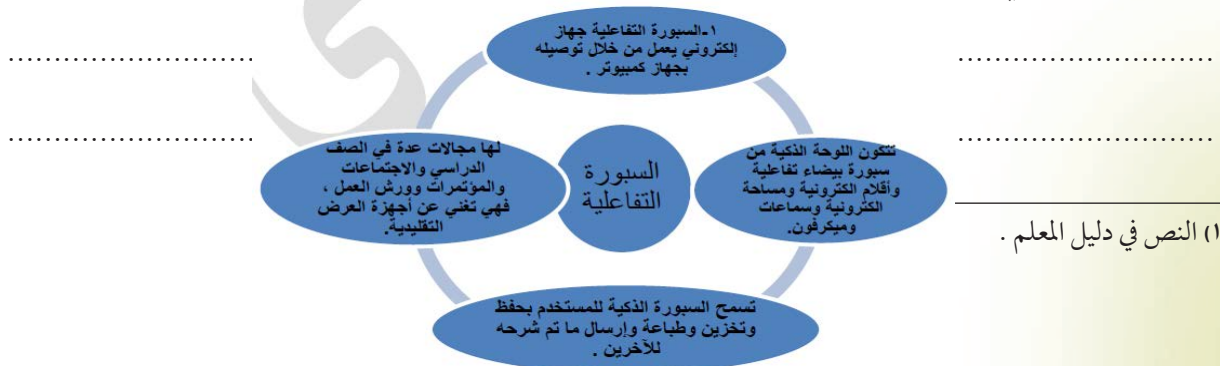 ١-السبورة التفاعلية جهاز
إلكتروني يعمل من خلال توصيله
بجهاز كمبيوتر .
................................
................................
السبورة
التفاعلية
تتكون اللوحة الذكية من
سبورة بيضاء تفاعلية
وأقلام الكترونية ومساحة
الكترونية وسماعات
وميكرفون.
لها مجالات عدة في الصف
الدراسي والاجتماعات
والمؤتمرات وورش العمل ،
فهي تغني عن أجهزة العرض
التقليدية.
................................
................................
١) النص في دليل المعلم .
تسمح السبورة الذكية للمستخدم بحفظ
وتخزين وطباعة وإرسال ما تم شرحه
للآخرين .